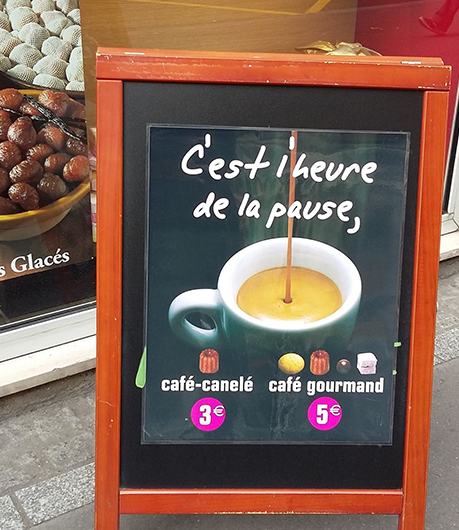 C'est l'heure
de la pause,
s Glacés
café-canelé café gourmand
3€ 5€